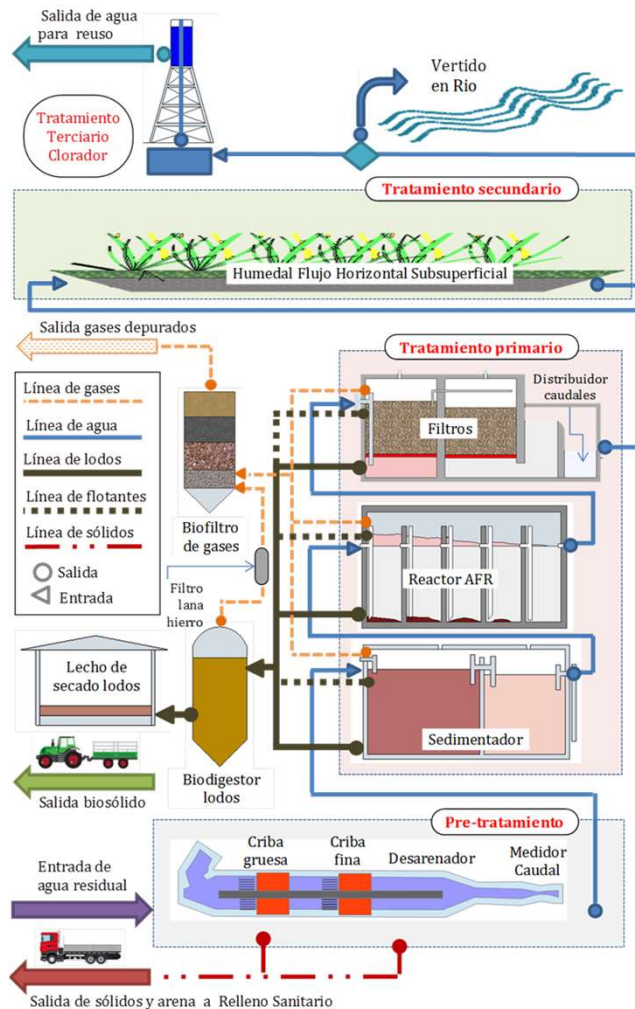 Salida de agua
para reuso
Tratamiento
Terciario
Clorador
Vertido
en Rio
Tratamiento secundario
Humedal Flujo Horizontal Subsuperficial
Salida gases depurados
Línea de gases
Línea de agua
Línea de lodos
Línea de flotantes
Línea de sólidos
Salida
Entrada
Biofiltro
de gases
Filtro
lana
hierro
Tratamiento primario
Distribuidor
caudales
Filtros
Reactor AFR
Sedimentador
Lecho de
secado lodos
Biodigestor
lodos
Salida biosólido
Pre-tratamiento
Criba
gruesa
Criba
fina
Desarenador
Medidor
Caudal
Entrada de
agua residual
Salida de sólidos y arena a Relleno Sanitario